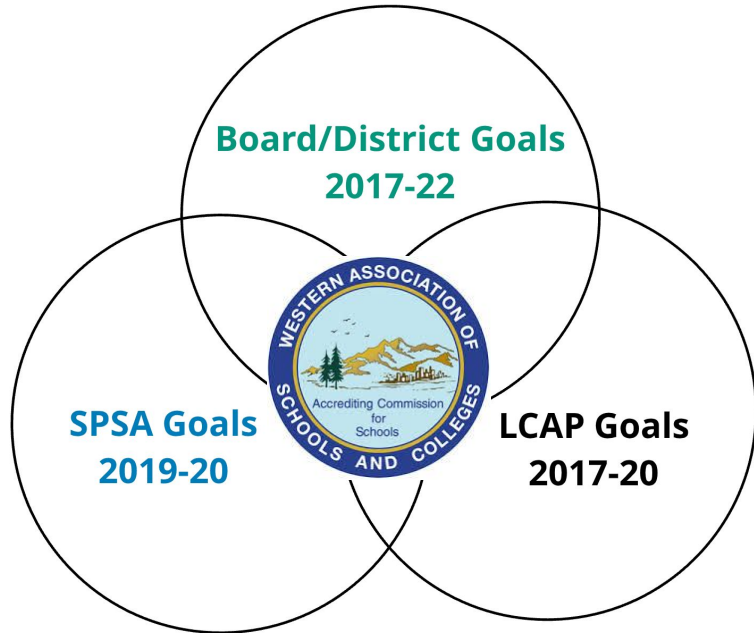 Board/District Goals
2017-22
WESTERN ASSOCIATION OF
SCHOOLS AND COLLEGES
Accrediting Commission
for
Schools
SPSA Goals
2019-20
LCAP Goals
2017-20